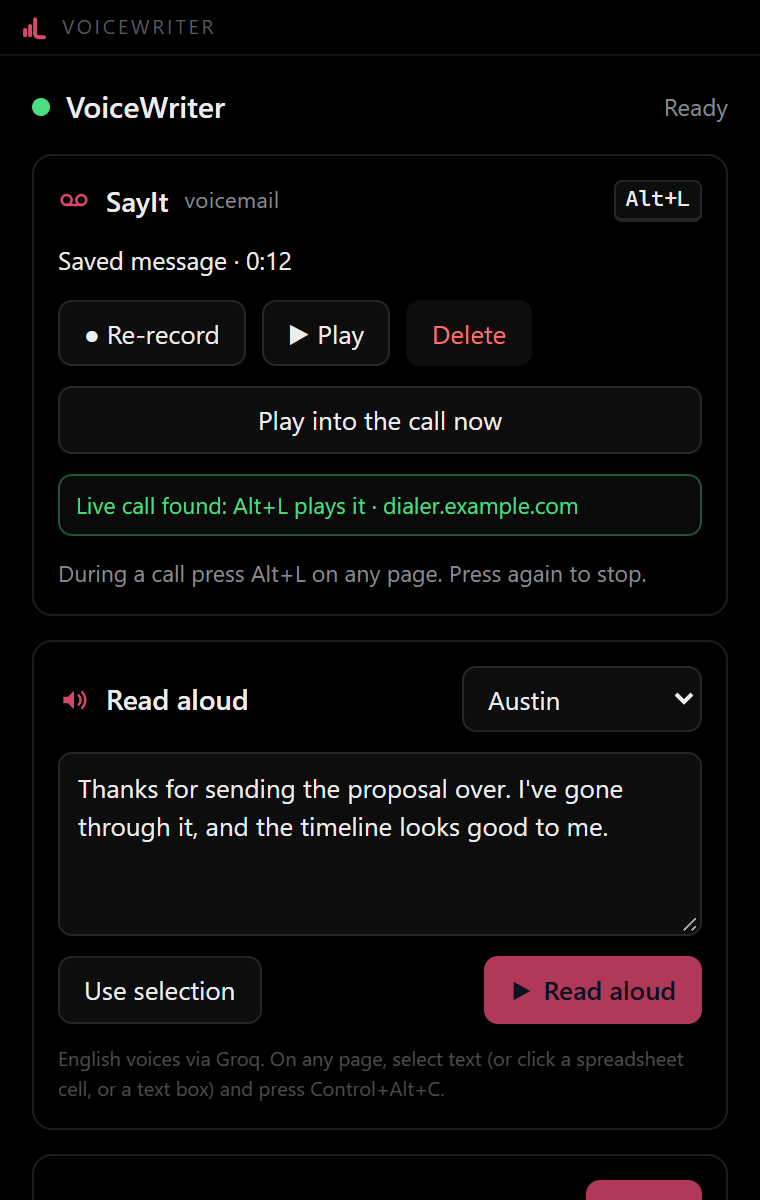 VOICEWRITER
VoiceWriter
Ready
SayIt voicemail
Alt+L
Saved message · 0:12
● Re-record
▶ Play
Delete
Play into the call now
Live call found: Alt+L plays it · dialer.example.com
During a call press Alt+L on any page. Press again to stop.
Read aloud
Austin
Thanks for sending the proposal over. I've gone
through it, and the timeline looks good to me.
Use selection
▶ Read aloud
English voices via Groq. On any page, select text (or click a spreadsheet
cell, or a text box) and press Control+Alt+C.